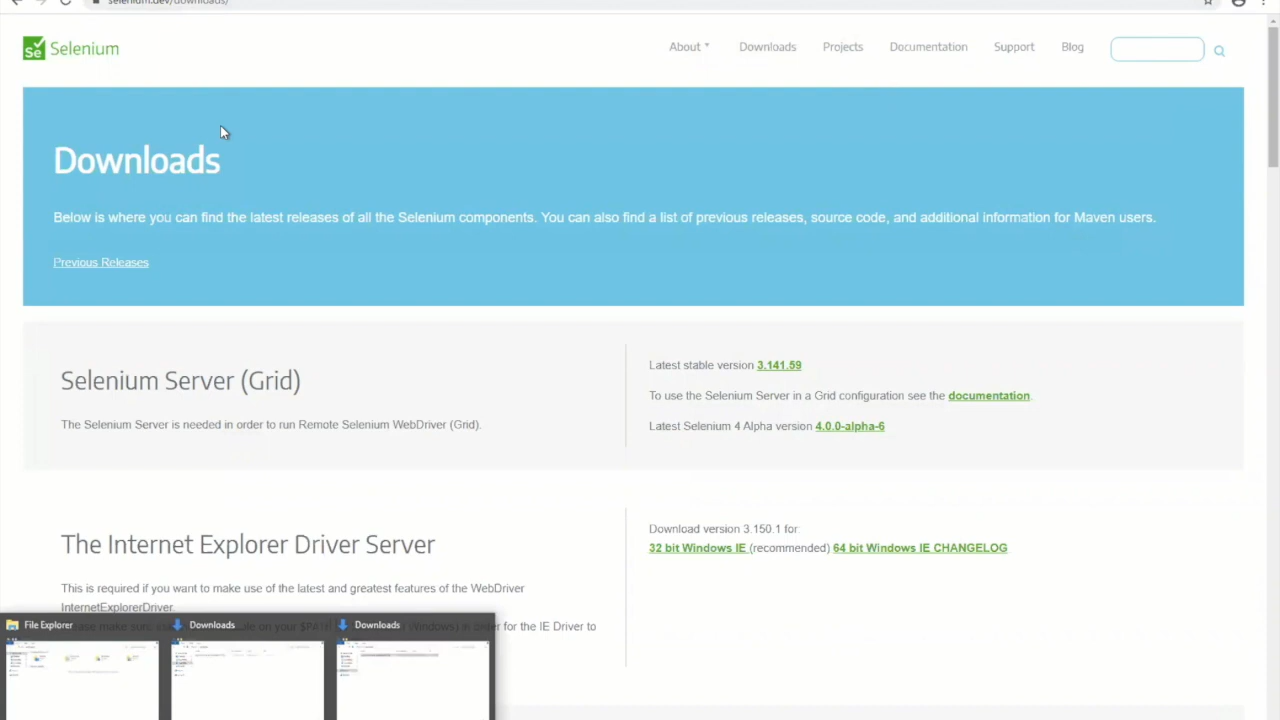 selenium.dev/downloads/
Se Selenium
About
Downloads
Projects
Documentation
Support
Blog
Downloads
Below is where you can find the latest releases of all the Selenium components. You can also find a list of previous releases, source code, and additional information for Maven users.
Previous Releases
Selenium Server (Grid)
The Selenium Server is needed in order to run Remote Selenium WebDriver (Grid).
Latest stable version 3.141.59
To use the Selenium Server in a Grid configuration see the documentation.
Latest Selenium 4 Alpha version 4.0.0-alpha-6
The Internet Explorer Driver Server
This is required if you want to make use of the latest and greatest features of the WebDriver
InternetExplorerDriver.
on your $PATH Windows) in order for the IE Driver to
Download version 3.150.1 for:
32 bit Windows IE (recommended) 64 bit Windows IE CHANGELOG
File Explorer
Downloads
Downloads